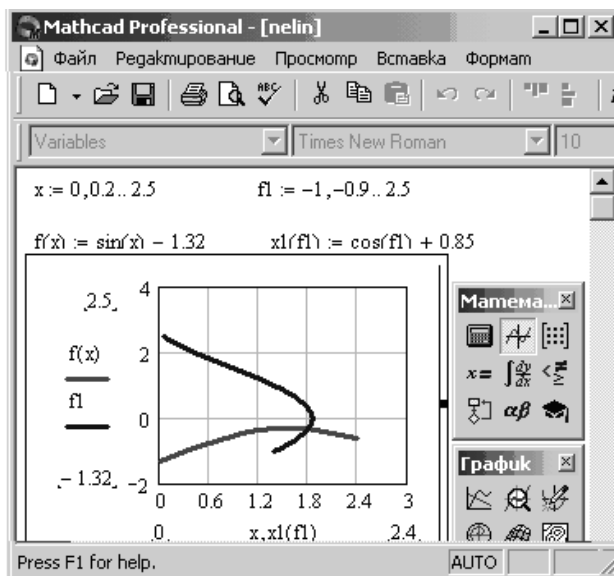 Mathcad Professional - [nelin]
Файл Редактирование Просмотр Вставка Формат
Variables Times New Roman 10
x := 0,0.2.. 2.5 f1 := −1,−0.9.. 2.5
f(x) := sin(x) − 1.32 x1(f1) := cos(f1) + 0.85
2.5
f(x)
f1
− 1.32
4
2
0
−2
0 0.6 1.2 1.8 2.4 3
0 x,x1(f1) 2.4
Матема...
График
Press F1 for help. AUTO